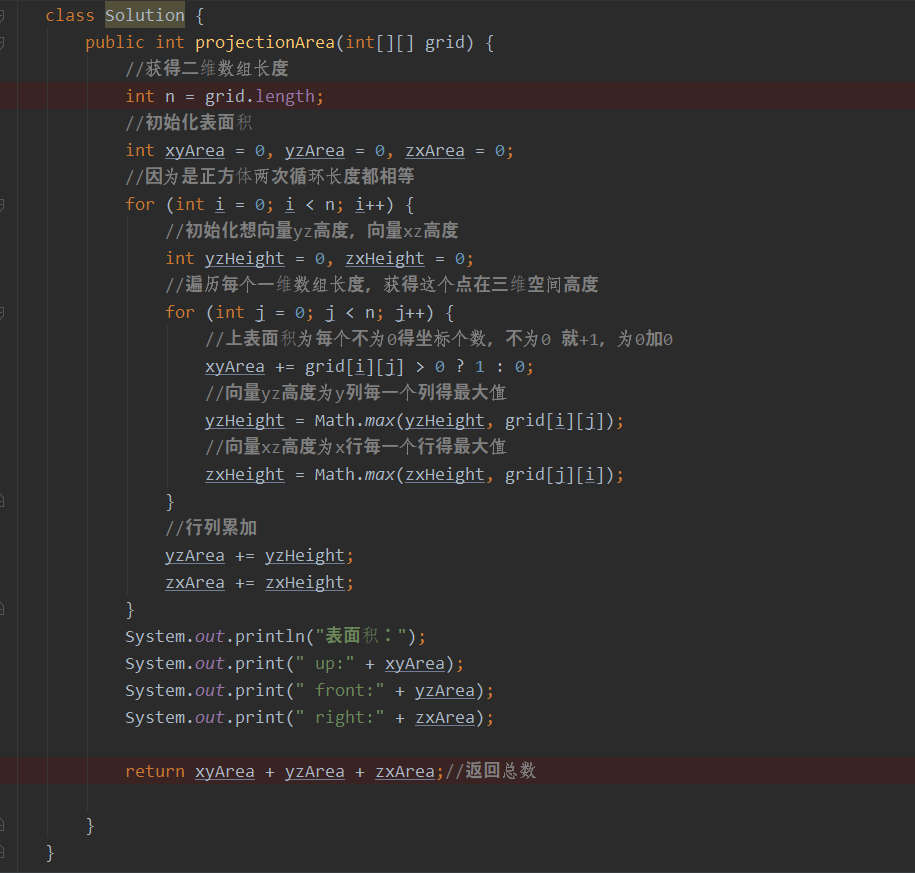 class Solution {
public int projectionArea(int[][] grid) {
//获得二维数组长度
int n = grid.length;
//初始化表面积
int xyArea = 0, yzArea = 0, zxArea = 0;
//因为是正方体两次循环长度都相等
for (int i = 0; i < n; i++) {
//初始化想向量yz高度，向量xz高度
int yzHeight = 0, zxHeight = 0;
//遍历每个一维数组长度，获得这个点在三维空间高度
for (int j = 0; j < n; j++) {
//上表面积为每个不为0得坐标个数，不为0 就+1，为0加0
xyArea += grid[i][j] > 0 ? 1 : 0;
//向量yz高度为y列每一个列得最大值
yzHeight = Math.max(yzHeight, grid[i][j]);
//向量xz高度为x行每一个行得最大值
zxHeight = Math.max(zxHeight, grid[j][i]);
}
//行列累加
yzArea += yzHeight;
zxArea += zxHeight;
}
System.out.println("表面积：");
System.out.print(" up:" + xyArea);
System.out.print(" front:" + yzArea);
System.out.print(" right:" + zxArea);
return xyArea + yzArea + zxArea;//返回总数
}
}